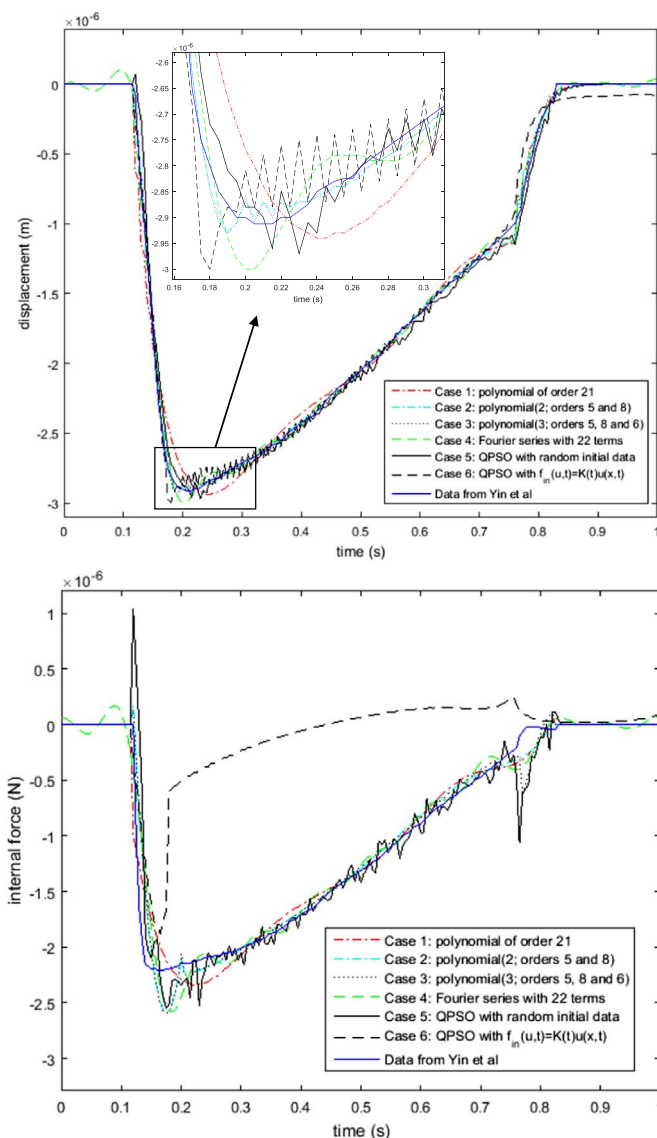 ×10⁻⁶
0
-0.5
-1
-1.5
-2
-2.5
-3
displacement (m)
×10⁻⁶
-2.6
-2.65
-2.7
-2.75
-2.8
-2.85
-2.9
-2.95
-3
0.16 0.18 0.2 0.22 0.24 0.26 0.28 0.3
time (s)
Case 1: polynomial of order 21
Case 2: polynomial(2; orders 5 and 8)
Case 3: polynomial(3; orders 5, 8 and 6)
Case 4: Fourier series with 22 terms
Case 5: QPSO with random initial data
Case 6: QPSO with f_in(u,t)=K(t)u(x,t)
Data from Yin et al
0 0.1 0.2 0.3 0.4 0.5 0.6 0.7 0.8 0.9 1
time (s)
×10⁻⁶
1
0.5
0
-0.5
-1
-1.5
-2
-2.5
-3
internal force (N)
Case 1: polynomial of order 21
Case 2: polynomial(2; orders 5 and 8)
Case 3: polynomial(3; orders 5, 8 and 6)
Case 4: Fourier series with 22 terms
Case 5: QPSO with random initial data
Case 6: QPSO with f_in(u,t)=K(t)u(x,t)
Data from Yin et al
0 0.1 0.2 0.3 0.4 0.5 0.6 0.7 0.8 0.9 1
time (s)